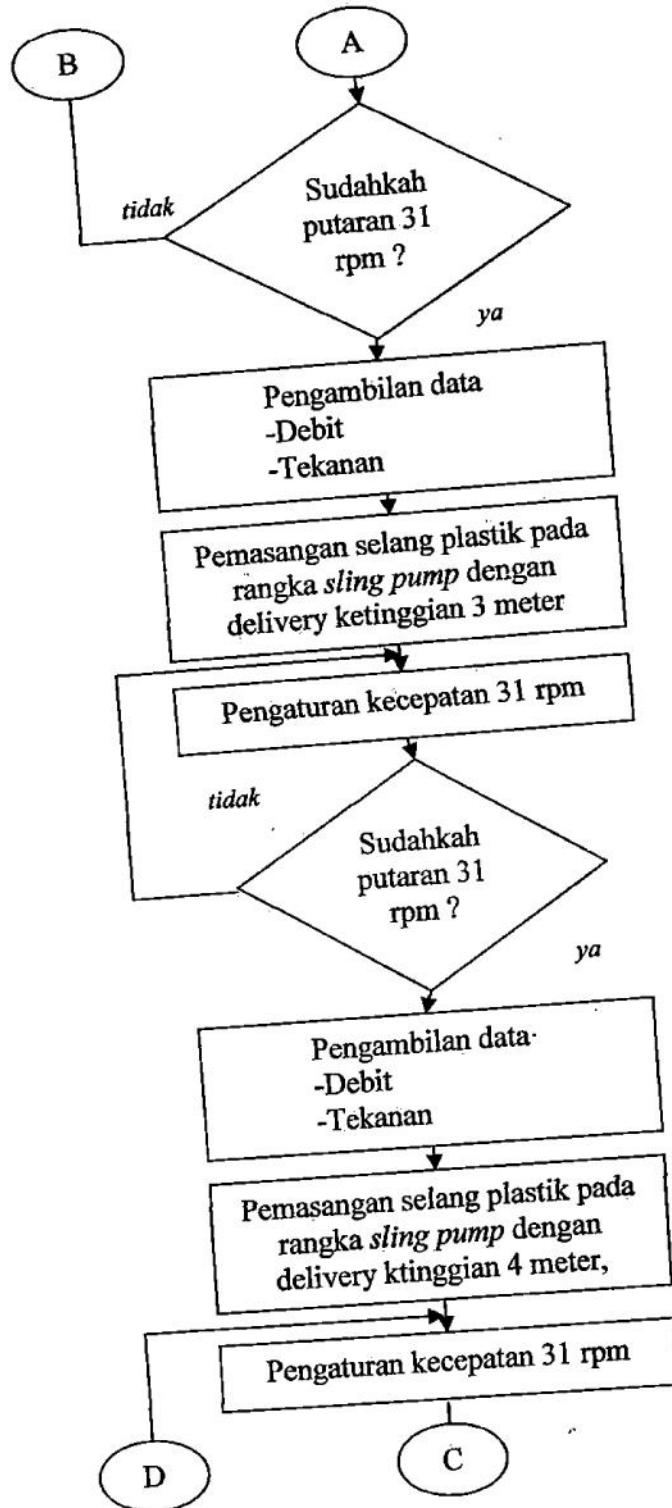 B
A
tidak
Sudahkah
putaran 31
rpm ?
ya
Pengambilan data
-Debit
-Tekanan
Pemasangan selang plastik pada
rangka sling pump dengan
delivery ketinggian 3 meter
Pengaturan kecepatan 31 rpm
tidak
Sudahkah
putaran 31
rpm ?
ya
Pengambilan data
-Debit
-Tekanan
Pemasangan selang plastik pada
rangka sling pump dengan
delivery ktinggian 4 meter,
Pengaturan kecepatan 31 rpm
D
C